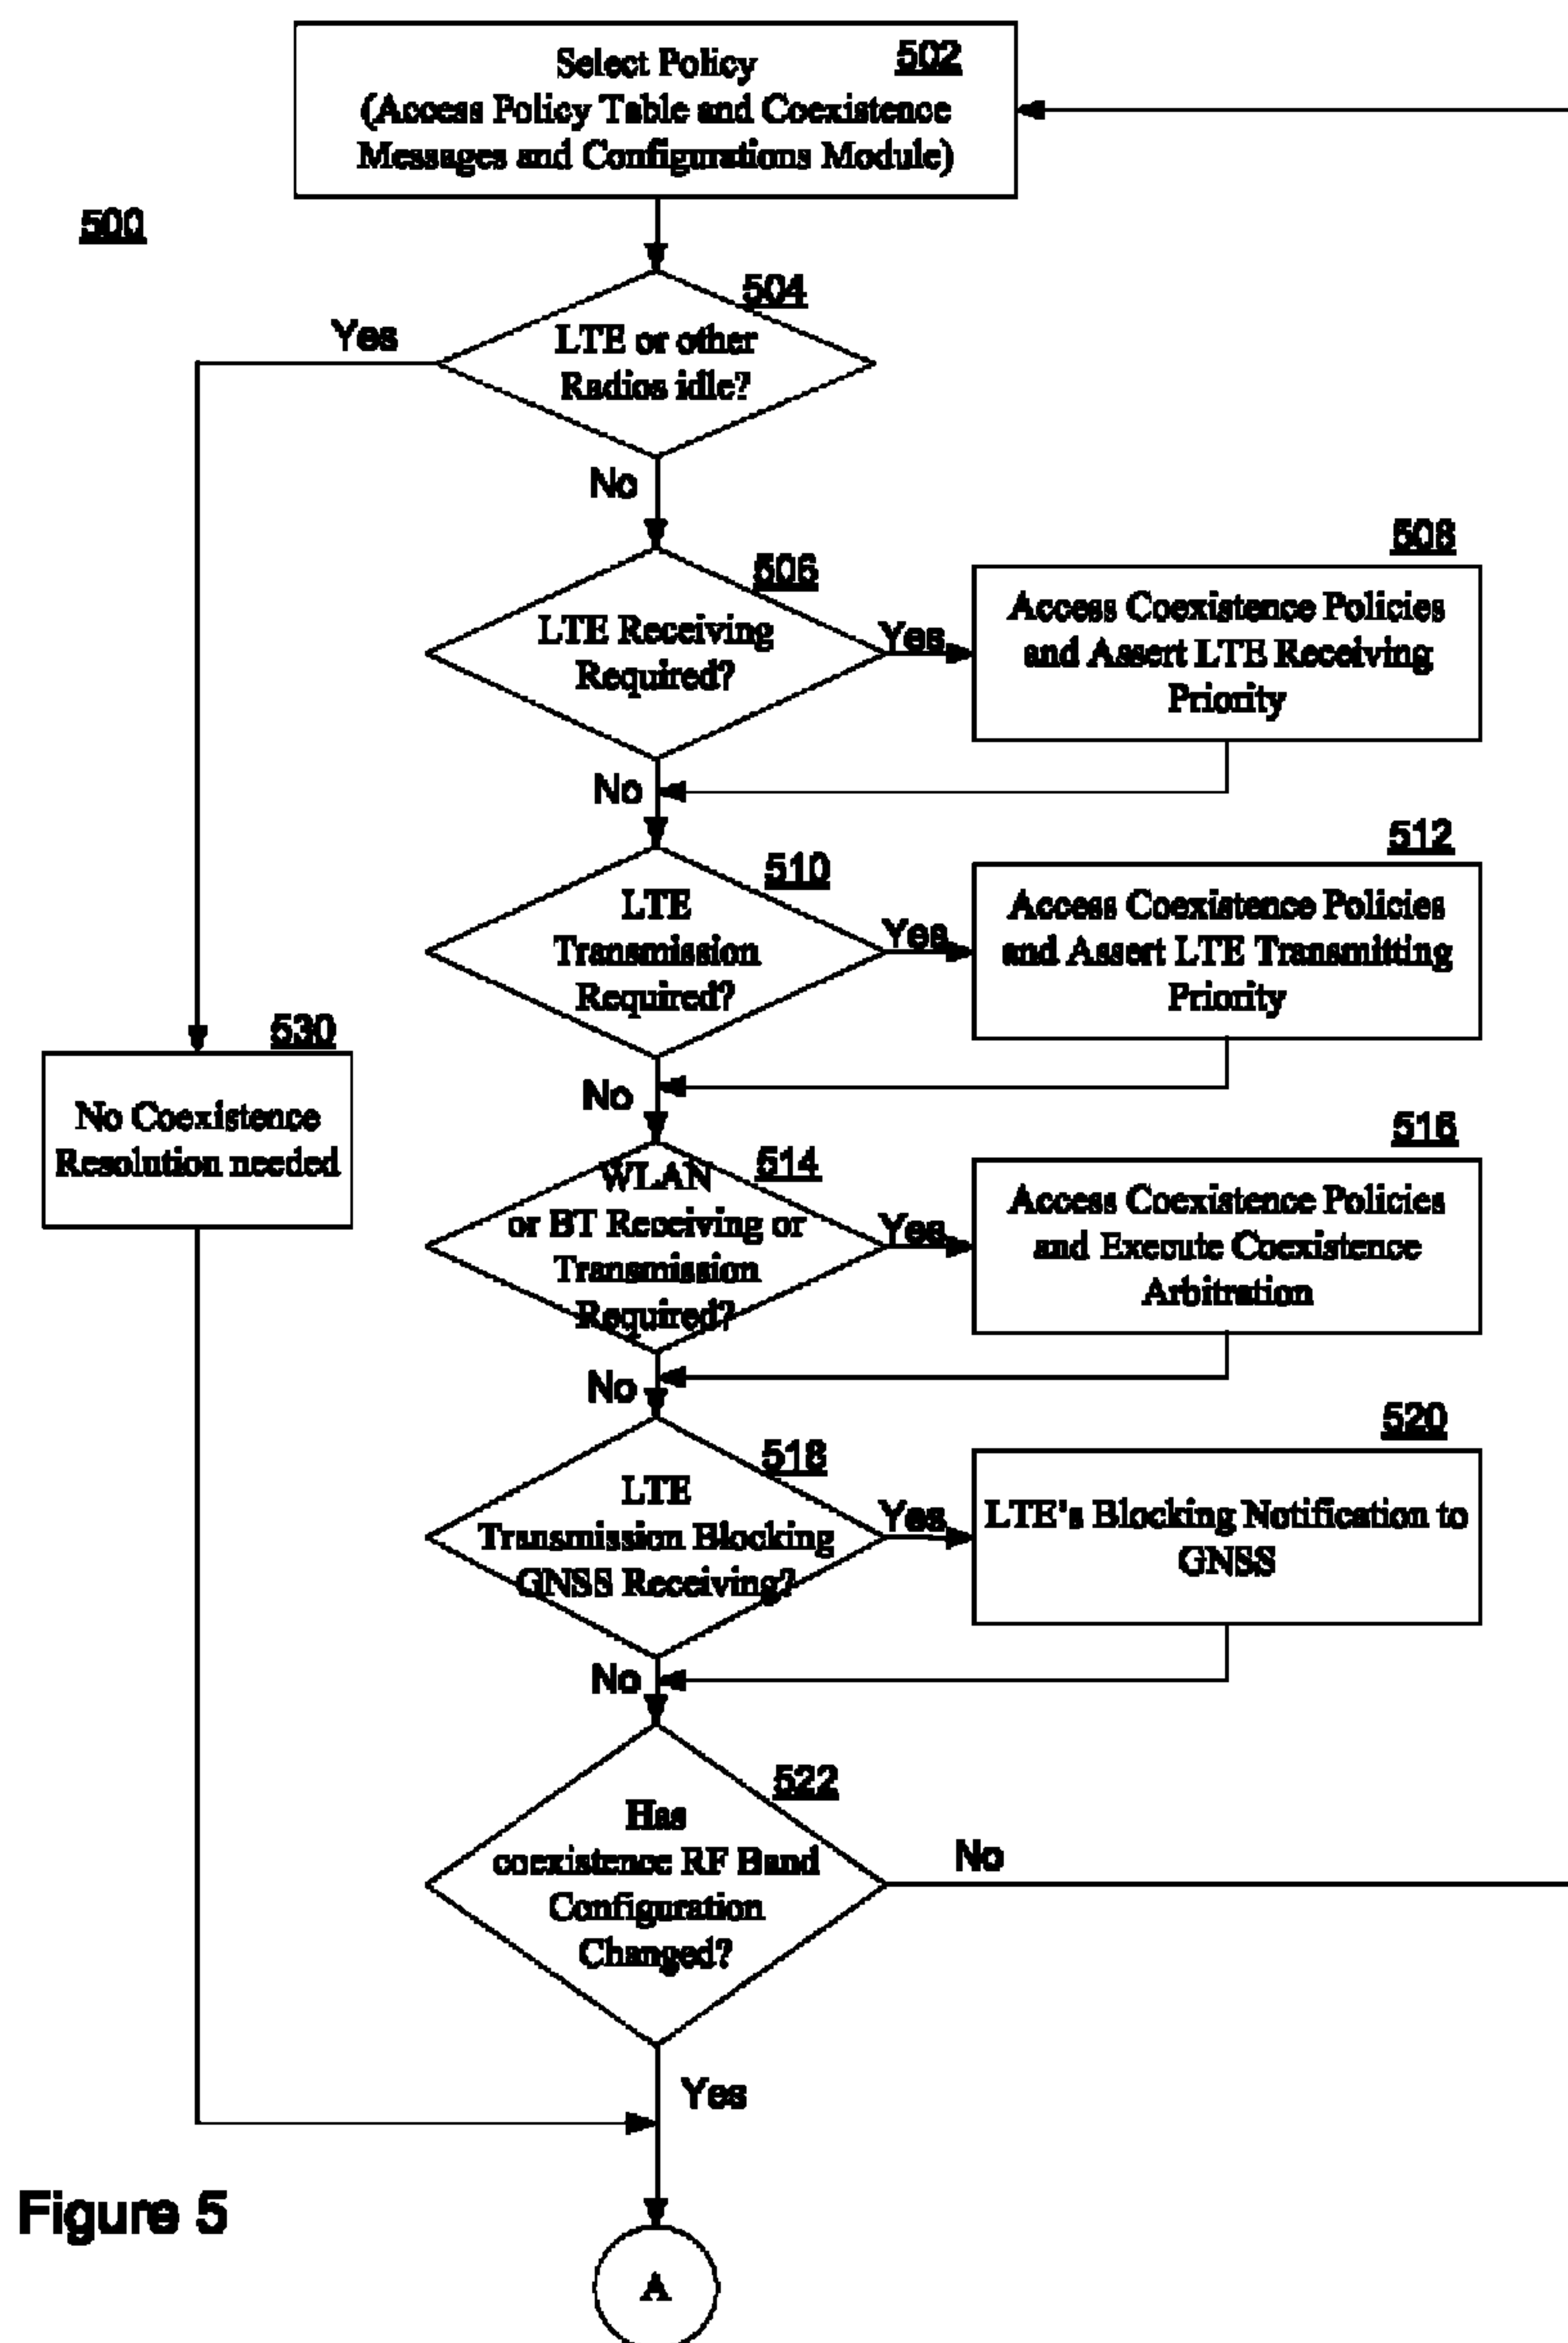 502
Select Policy
(Access Policy Table and Coexistence
Messages and Configurations Module)
500
504
LTE or other
Radios idle?
Yes
No
506
LTE Receiving
Required?
Yes
508
Access Coexistence Policies
and Assert LTE Receiving
Priority
No
510
LTE
Transmission
Required?
Yes
512
Access Coexistence Policies
and Assert LTE Transmitting
Priority
No
530
No Coexistence
Resolution needed
514
WLAN
or BT Receiving or
Transmission
Required?
Yes
516
Access Coexistence Policies
and Execute Coexistence
Arbitration
No
518
LTE
Transmission Blocking
GNSS Receiving?
Yes
520
LTE's Blocking Notification to
GNSS
No
522
Has
coexistence RF Band
Configuration
Changed?
No
Yes
Figure 5
A